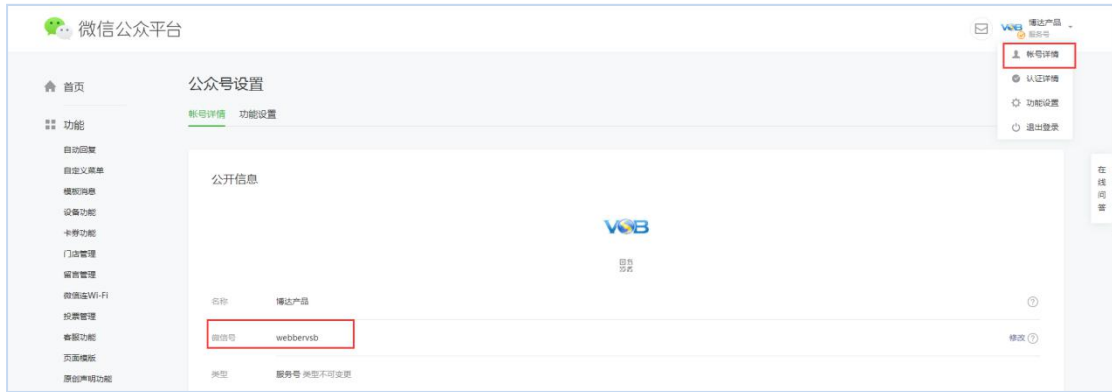 微信公众平台
VSB 博达产品
服务号
帐号详情
认证详情
功能设置
退出登录
首页
功能
自动回复
自定义菜单
模板消息
设备功能
卡券功能
门店管理
留言管理
微信连Wi-Fi
投票管理
客服功能
页面模版
原创声明功能
公众号设置
帐号详情 功能设置
公开信息
VSB
名称 博达产品
微信号 webbervsb 修改
类型 服务号 类型不可变更
在线问答